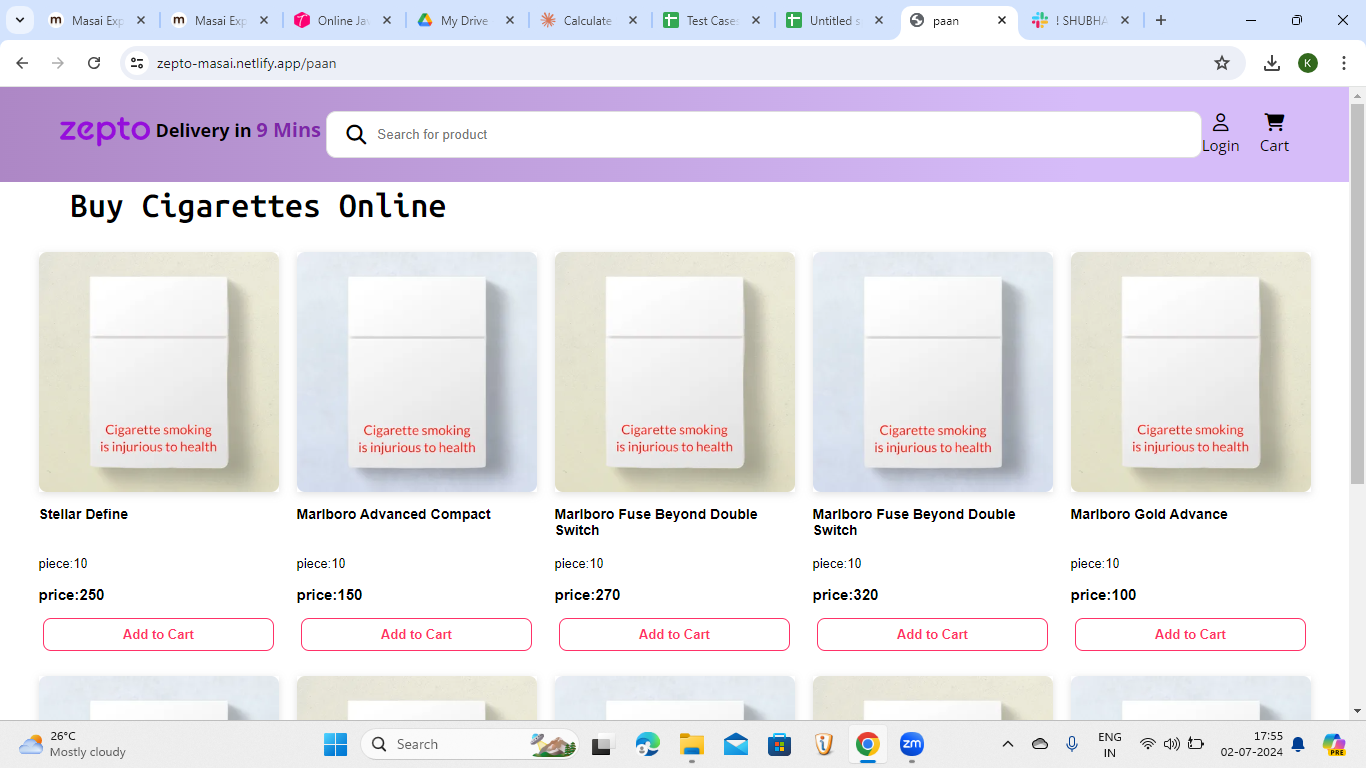 Masai Exp
Masai Exp
Online Jav
My Drive
Calculate
Test Cases
Untitled s
paan
! SHUBHA
zepto-masai.netlify.app/paan
K
zepto Delivery in 9 Mins
Search for product
Login
Cart
Buy Cigarettes Online
Cigarette smoking
is injurious to health
Cigarette smoking
is injurious to health
Cigarette smoking
is injurious to health
Cigarette smoking
is injurious to health
Cigarette smoking
is injurious to health
Stellar Define
Marlboro Advanced Compact
Marlboro Fuse Beyond Double
Switch
Marlboro Fuse Beyond Double
Switch
Marlboro Gold Advance
piece:10
piece:10
piece:10
piece:10
piece:10
price:250
price:150
price:270
price:320
price:100
Add to Cart
Add to Cart
Add to Cart
Add to Cart
Add to Cart
26°C
Mostly cloudy
Search
zm
ENG
IN
17:55
02-07-2024
PRE